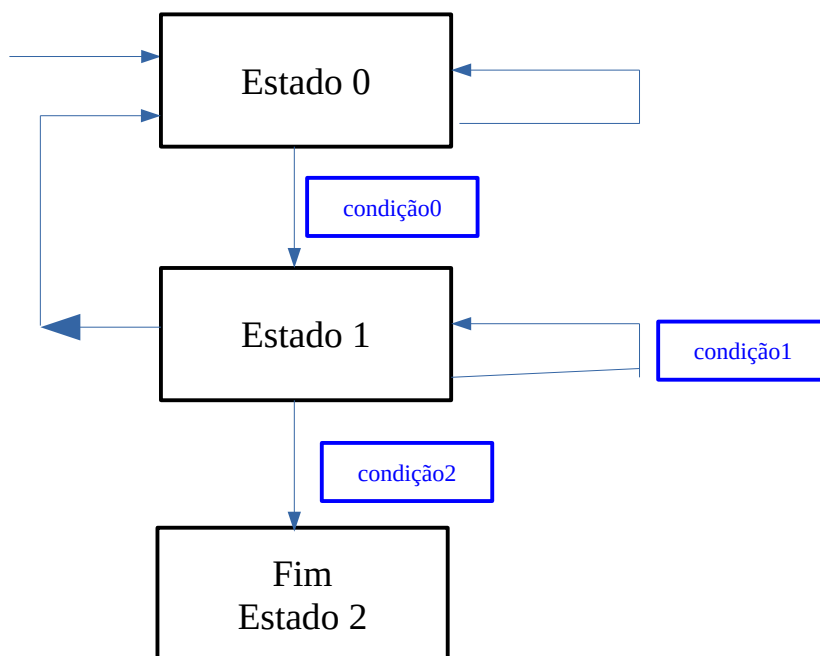 Estado 0
condição0
Estado 1
condição1
condição2
Fim
Estado 2